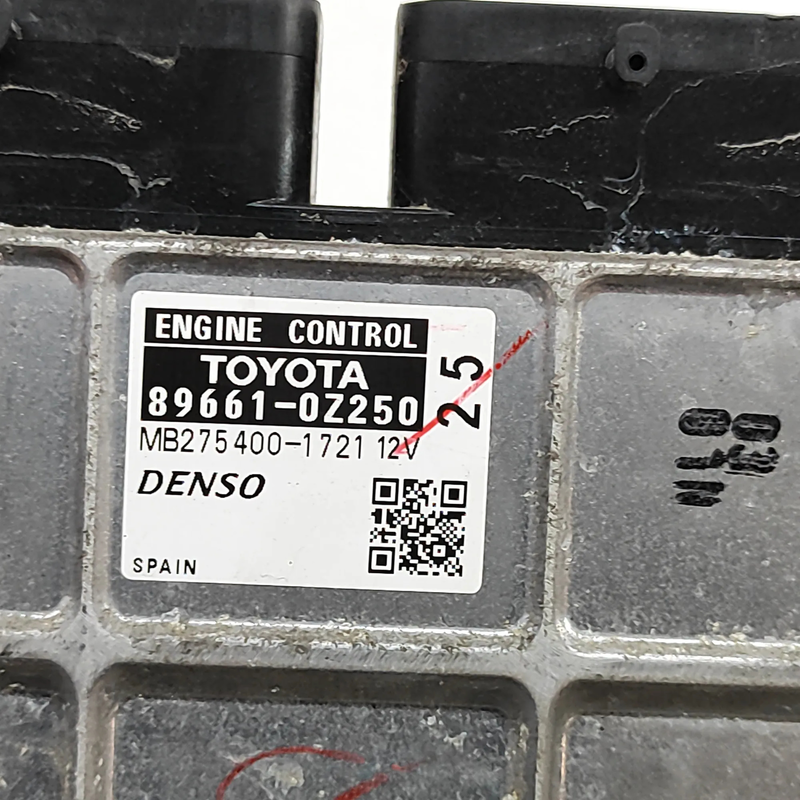 ENGINE CONTROL
TOYOTA
89661-0Z250
25
MB275400-1721 12V
DENSO
SPAIN